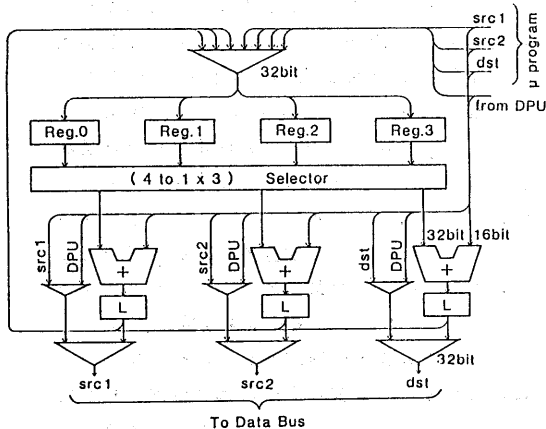 src1
src2
dst
μ program
from DPU
32bit
Reg.0
Reg.1
Reg.2
Reg.3
( 4 to 1 x 3 ) Selector
src1
DPU
+
L
src2
DPU
+
L
dst
DPU
32bit
16bit
+
L
32bit
src1
src2
dst
To Data Bus